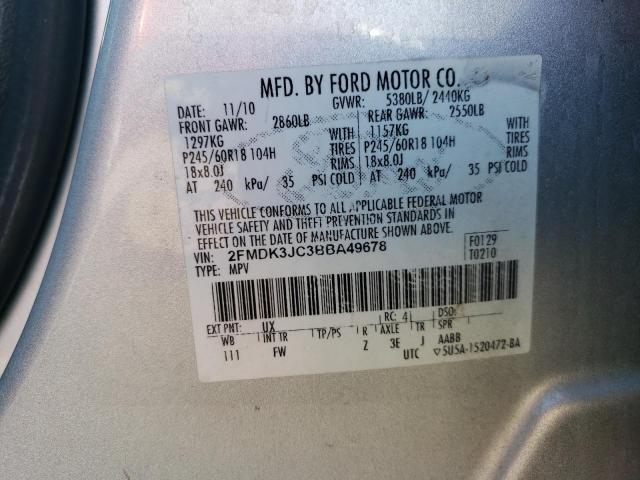 MFD. BY FORD MOTOR CO.
DATE: 11/10 GVWR: 5380LB/ 2440KG
FRONT GAWR: 2860LB REAR GAWR: 2550LB
1297KG 1157KG
P245/60R18 104H TIRES P245/60R18 104H TIRES
18x8.0J RIMS 18x8.0J RIMS
AT 240 kPa/ 35 PSI COLD AT 240 kPa/ 35 PSI COLD
THIS VEHICLE CONFORMS TO ALL APPLICABLE FEDERAL MOTOR
VEHICLE SAFETY AND THEFT PREVENTION STANDARDS IN
EFFECT ON THE DATE OF MANUFACTURE SHOWN ABOVE.
VIN: 2FMDK3JC3BBA49678 F0129
TYPE: MPV T0210
EXT PNT: UX RC: 41 DSO:
WB INT TR TP/PS R AXLE TR SPR
111 FW 2 3E J AABB
UTC ▽5U5A-1520472-BA